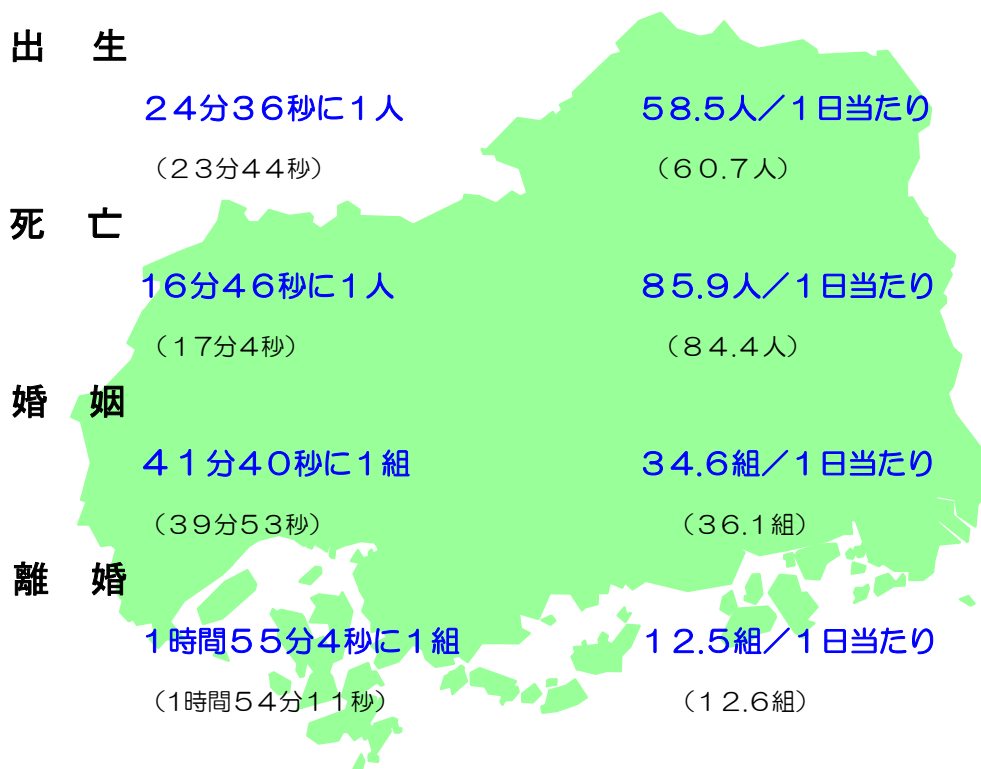 出 生
２４分３６秒に１人 ５８.５人／１日当たり
（２３分４４秒） （６０.７人）
死 亡
１６分４６秒に１人 ８５.９人／１日当たり
（１７分４秒） （８４.４人）
婚 姻
４１分４０秒に１組 ３４.６組／１日当たり
（３９分５３秒） （３６.１組）
離 婚
１時間５５分４秒に１組 １２.５組／１日当たり
（１時間５４分１１秒） （１２.６組）